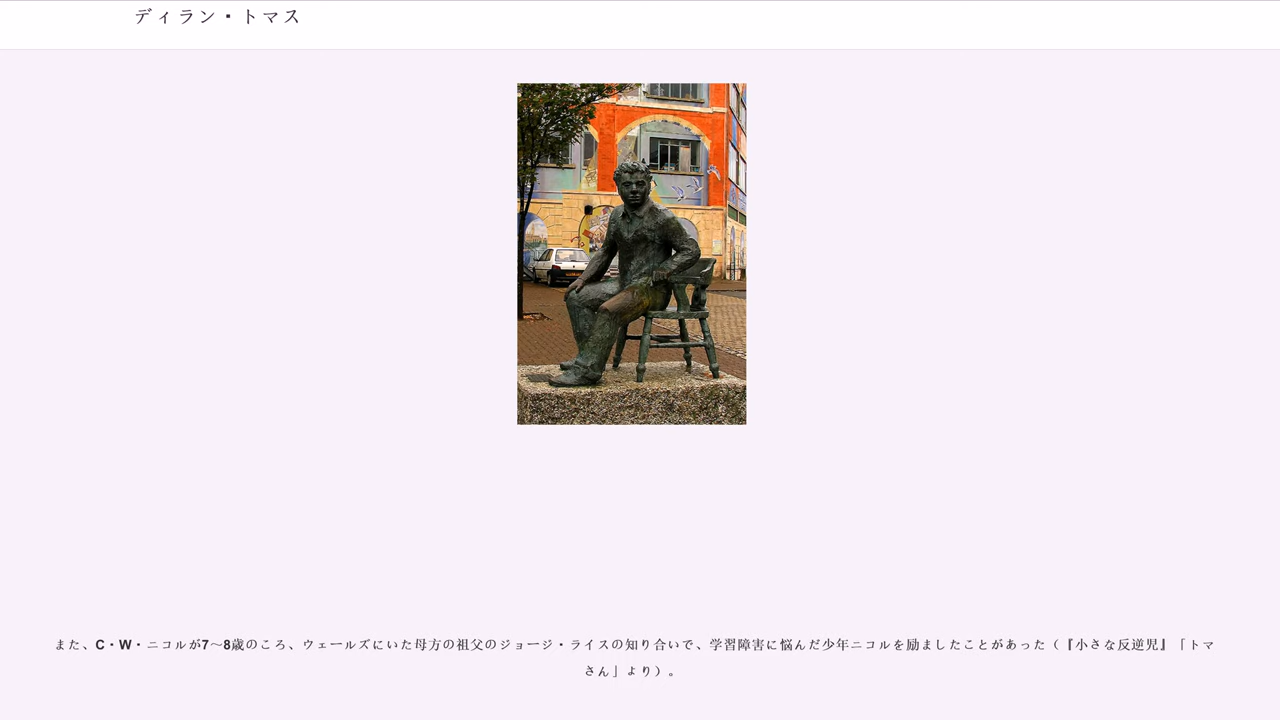 ディラン・トマス
また、C・W・ニコルが7〜8歳のころ、ウェールズにいた母方の祖父のジョージ・ライスの知り合いで、学習障害に悩んだ少年ニコルを励ましたことがあった（『小さな反逆児』「トマ
さん」より）。